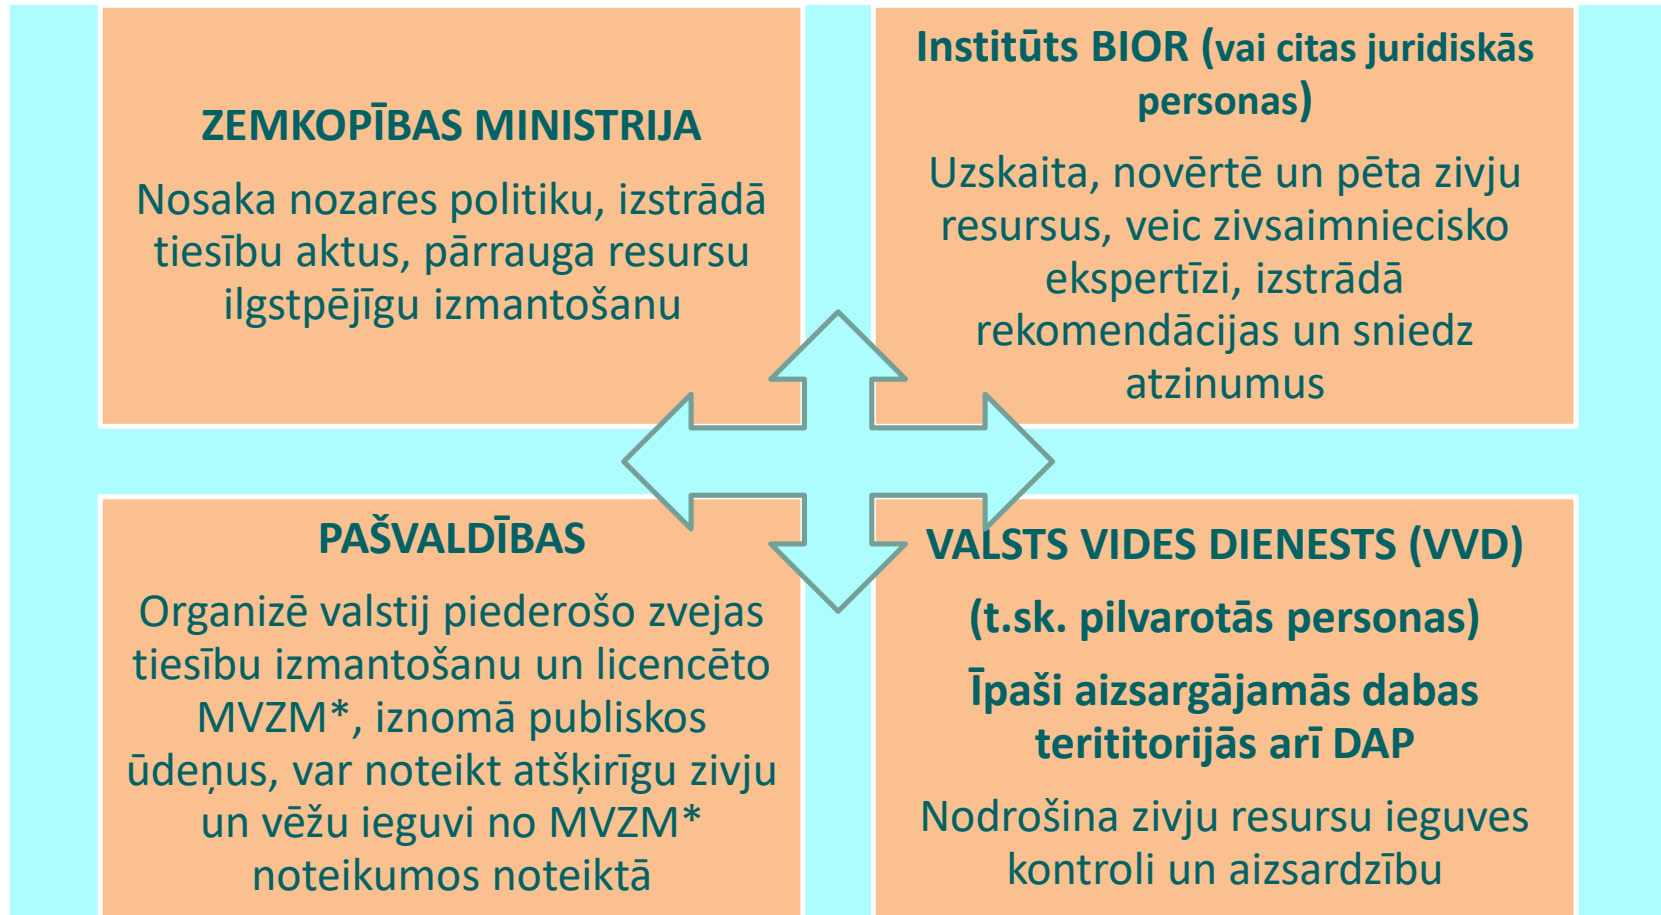 ZEMKOPĪBAS MINISTRIJA
Nosaka nozares politiku, izstrādā
tiesību aktus, pārrauga resursu
ilgstpējīgu izmantošanu
Institūts BIOR (vai citas juridiskās
personas)
Uzskaita, novērtē un pēta zivju
resursus, veic zivsaimniecisko
ekspertīzi, izstrādā
rekomendācijas un sniedz
atzinumus
PAŠVALDĪBAS
Organizē valstij piederošo zvejas
tiesību izmantošanu un licencēto
MVZM*, iznomā publiskos
ūdeņus, var noteikt atšķirīgu zivju
un vēžu ieguvi no MVZM*
noteikumos noteiktā
VALSTS VIDES DIENESTS (VVD)
(t.sk. pilvarotās personas)
Īpaši aizsargājamās dabas
terititorijās arī DAP
Nodrošina zivju resursu ieguves
kontroli un aizsardzību